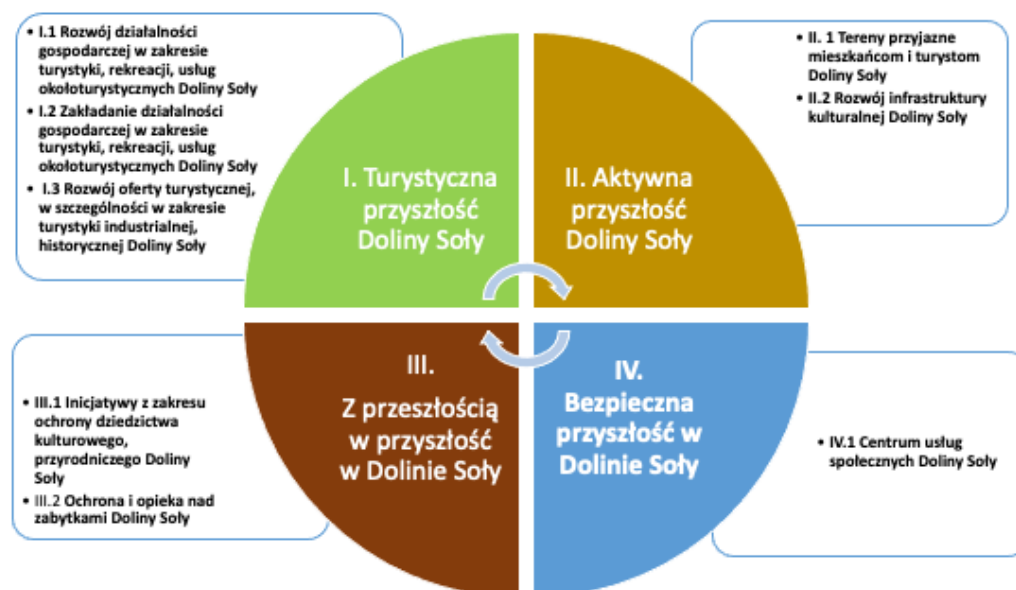 • I.1 Rozwój działalności
gospodarczej w zakresie
turystyki, rekreacji, usług
okołoturystycznych Doliny Soły
• I.2 Zakładanie działalności
gospodarczej w zakresie
turystyki, rekreacji, usług
okołoturystycznych Doliny Soły
• I.3 Rozwój oferty turystycznej,
w szczególności w zakresie
turystyki industrialnej,
historycznej Doliny Soły
• II. 1 Tereny przyjazne
mieszkańcom i turystom
Doliny Soły
• II.2 Rozwój infrastruktury
kulturalnej Doliny Soły
I. Turystyczna
przyszłość
Doliny Soły
II. Aktywna
przyszłość
Doliny Soły
III.
Z przeszłością
w przyszłość
w Dolinie Soły
IV.
Bezpieczna
przyszłość w
Dolinie Soły
• III.1 Inicjatywy z zakresu
ochrony dziedzictwa
kulturowego,
przyrodniczego Doliny
Soły
• III.2 Ochrona i opieka nad
zabytkami Doliny Soły
• IV.1 Centrum usług
społecznych Doliny Soły